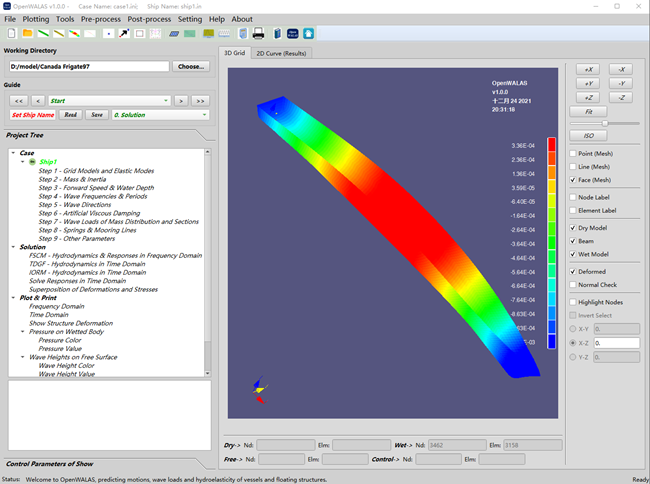 OpenWALAS v1.0.0 - Case Name: case1.inj; Ship Name: ship1.in
File Plotting Tools Pre-process Post-process Setting Help About
Working Directory
D:/model/Canada Frigate97 Choose...
Guide
<< < Start > >>
Set Ship Name Read Save 0. Solution
Project Tree
Case
Ship1
Step 1 - Grid Models and Elastic Modes
Step 2 - Mass & Inertia
Step 3 - Forward Speed & Water Depth
Step 4 - Wave Frequencies & Periods
Step 5 - Wave Directions
Step 6 - Artificial Viscous Damping
Step 7 - Wave Loads of Mass Distribution and Sections
Step 8 - Springs & Mooring Lines
Step 9 - Other Parameters
Solution
FSCM - Hydrodynamics & Responses in Frequency Domain
TDGF - Hydrodynamics in Time Domain
IORM - Hydrodynamics in Time Domain
Solve Responses in Time Domain
Superposition of Deformations and Stresses
Plot & Print
Frequency Domain
Time Domain
Show Structure Deformation
Pressure on Wetted Body
Pressure Color
Pressure Value
Wave Heights on Free Surface
Wave Height Color
Wave Height Value
Control Parameters of Show
3D Grid 2D Curve (Results)
OpenWALAS
v1.0.0
十二月 24 2021
20:31:18
3.36E-04
2.36E-04
1.36E-04
3.59E-05
-6.40E-05
-1.64E-04
-2.64E-04
-3.64E-04
-4.64E-04
-5.64E-04
-6.64E-04
-7.64E-04
-8.63E-04
-03
Dry-> Nd: Elm: Wet-> Nd: 3462 Elm: 3158
Free-> Nd: Elm: Control-> Nd: Elm:
+X -X
+Y -Y
+Z -Z
Fit
ISO
Point (Mesh)
Line (Mesh)
Face (Mesh)
Node Label
Element Label
Dry Model
Beam
Wet Model
Deformed
Normal Check
Highlight Nodes
Invert Select
X-Y 0.
X-Z 0.
Y-Z 0.
Status: Welcome to OpenWALAS, predicting motions, wave loads and hydroelasticity of vessels and floating structures. Ready